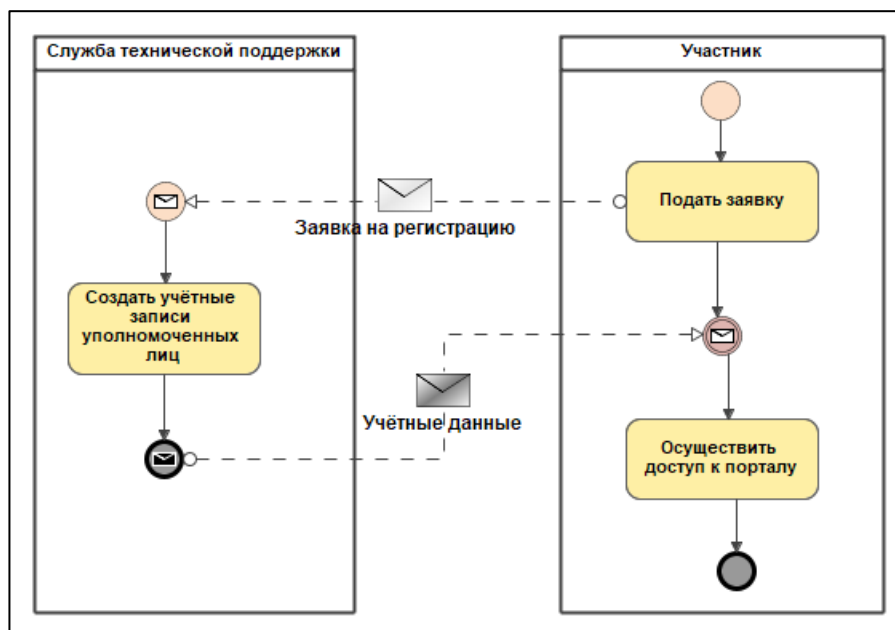 Служба технической поддержки
Участник
Подать заявку
Заявка на регистрацию
Создать учётные
записи
уполномоченных
лиц
Учётные данные
Осуществить
доступ к порталу